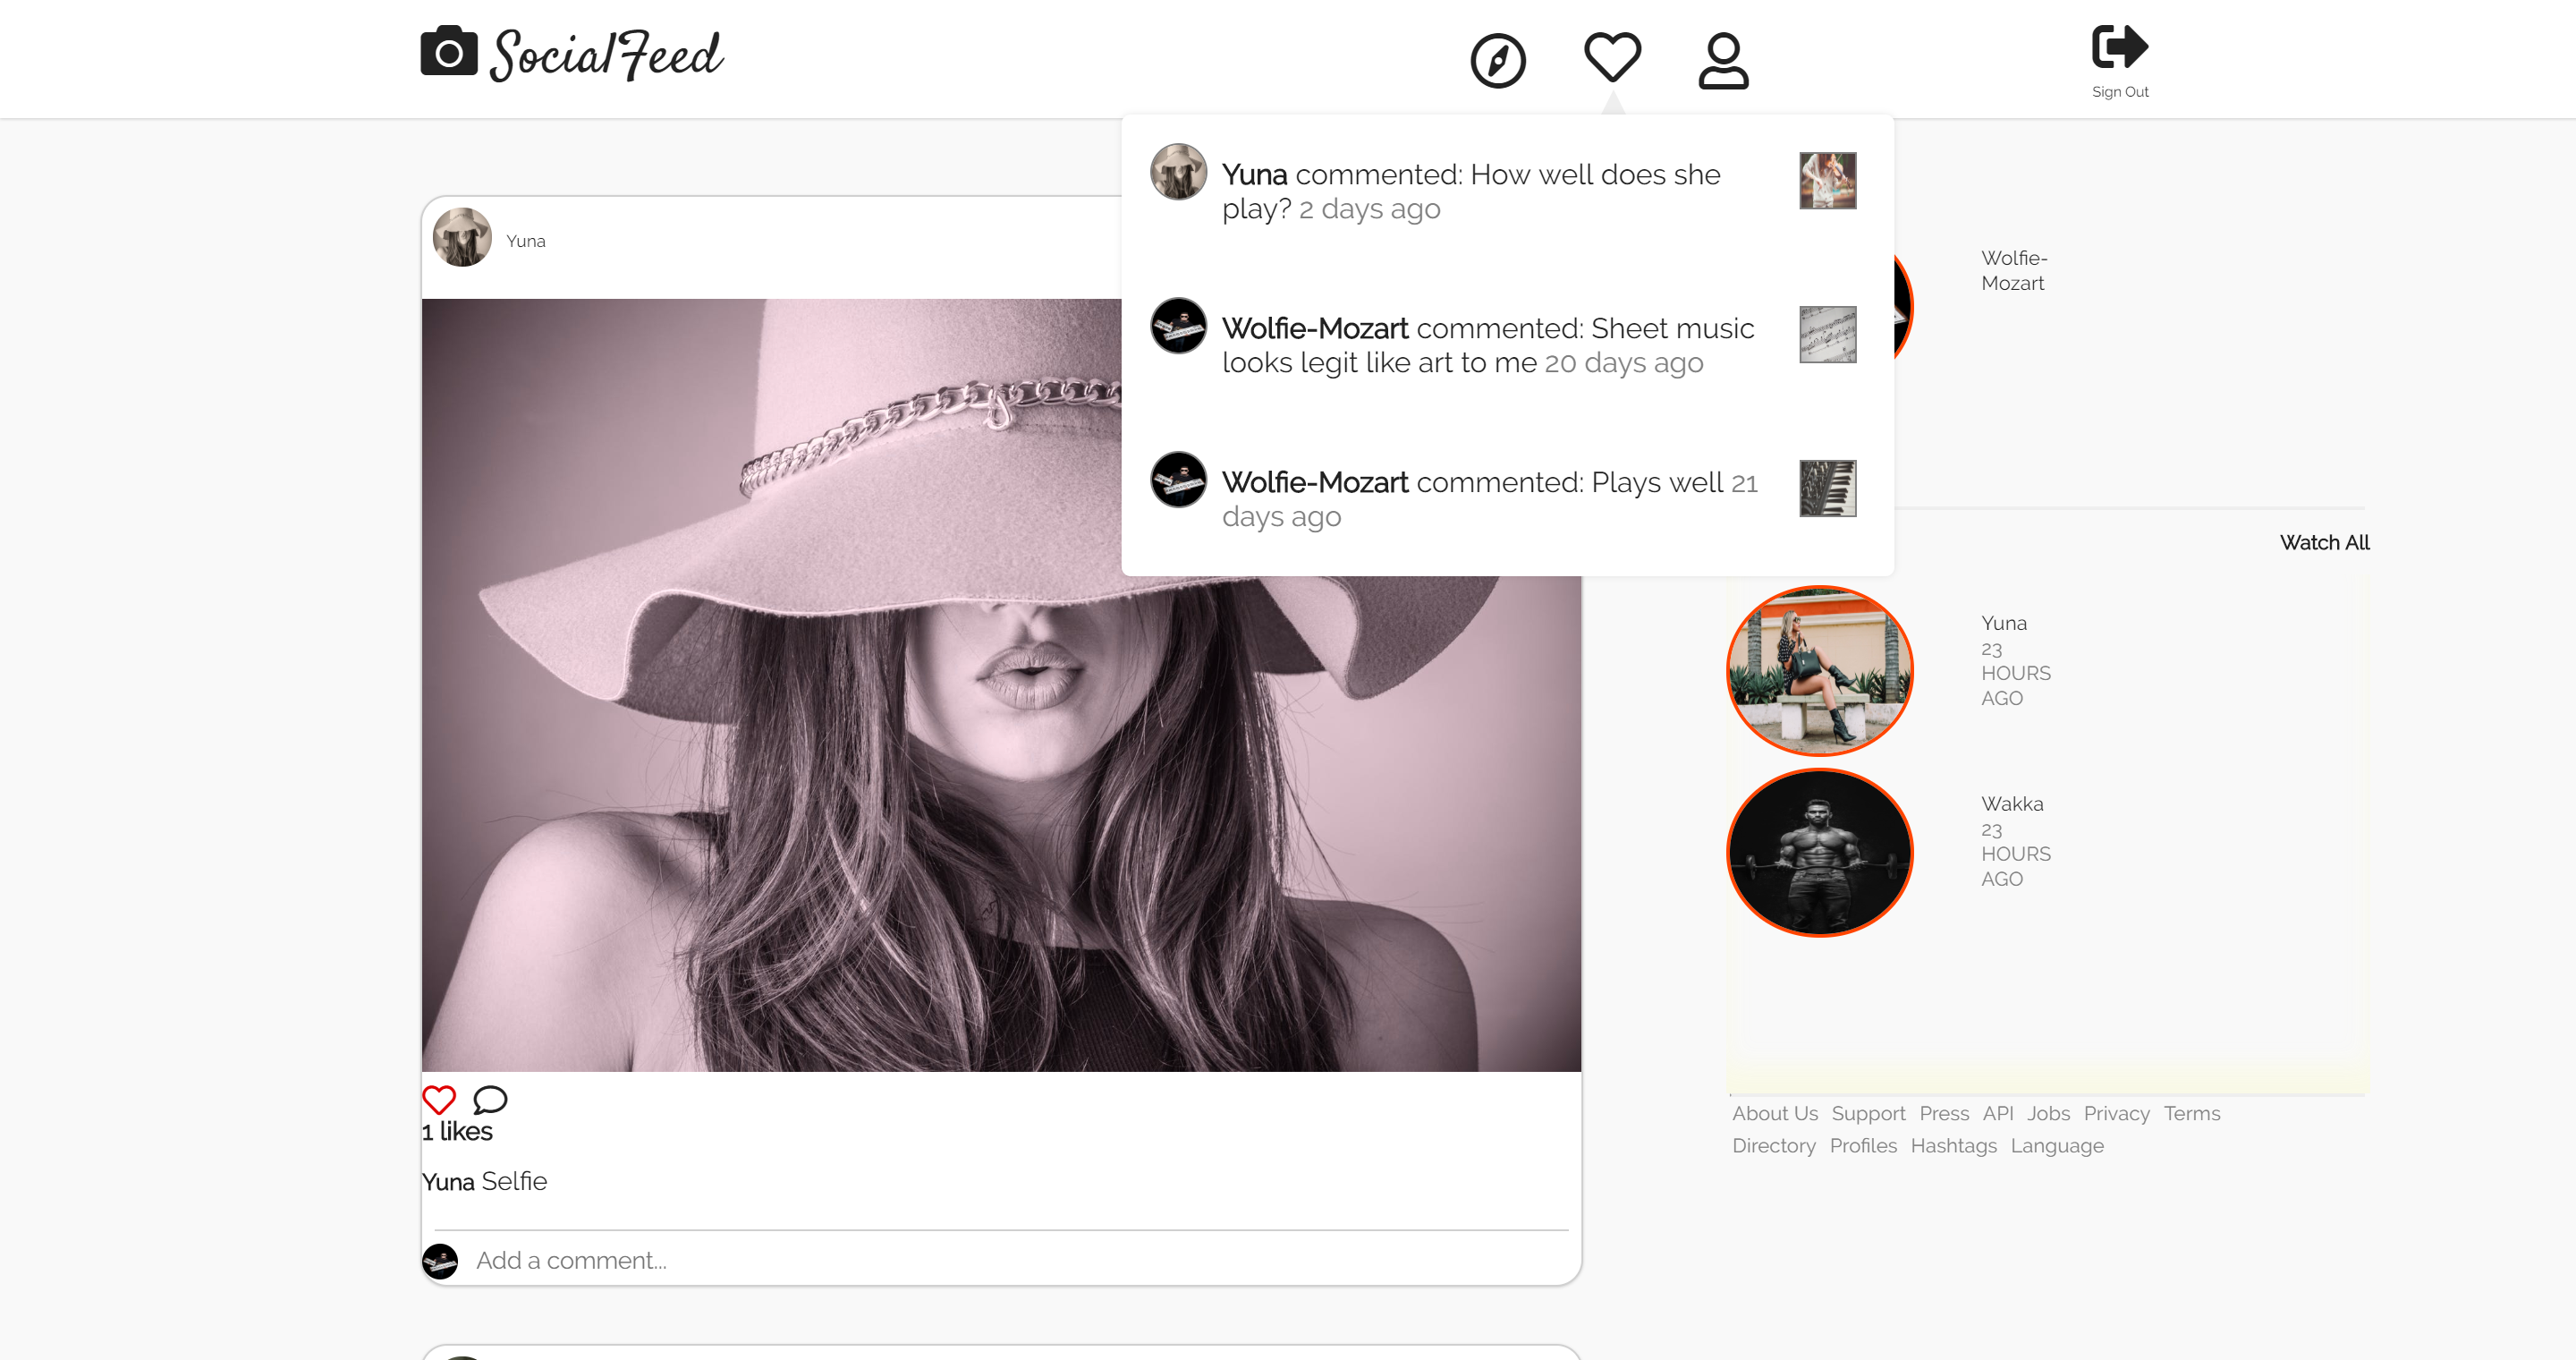 SocialFeed
Sign Out
Yuna commented: How well does she
play? 2 days ago
Wolfie-Mozart commented: Sheet music
looks legit like art to me 20 days ago
Wolfie-Mozart commented: Plays well 21
days ago
Yuna
1 likes
Yuna Selfie
Add a comment...
Wolfie-
Mozart
Watch All
Yuna
23
HOURS
AGO
Wakka
23
HOURS
AGO
About Us Support Press API Jobs Privacy Terms
Directory Profiles Hashtags Language